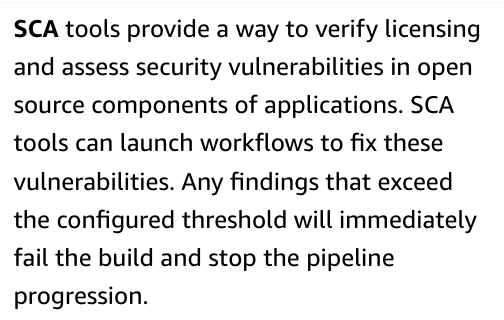 SCA tools provide a way to verify licensing
and assess security vulnerabilities in open
source components of applications. SCA
tools can launch workflows to fix these
vulnerabilities. Any findings that exceed
the configured threshold will immediately
fail the build and stop the pipeline
progression.